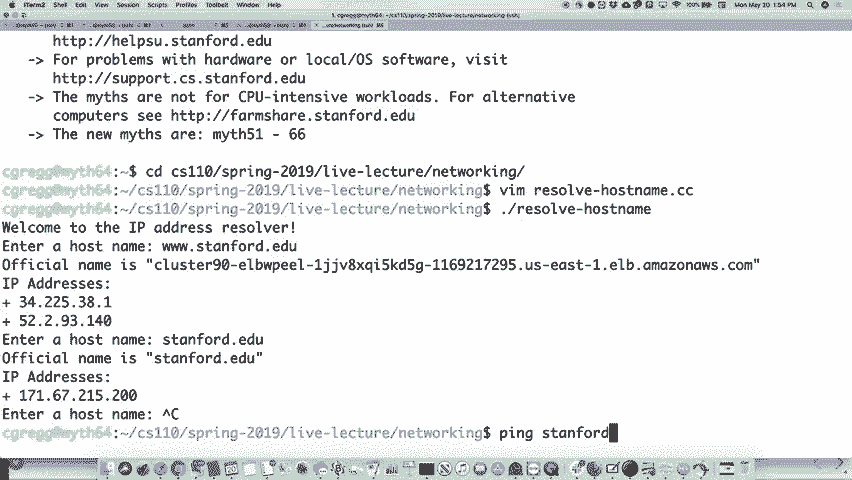 iTerm2 Shell Edit View Session Scripts Profiles Toolbelt Window Help 100% Mon May 20 1:54 PM
1. cgregg@myth64: ~/cs110/spring-2019/live-lecture/networking (ssh)
http://helpsu.stanford.edu
-> For problems with hardware or local/OS software, visit
http://support.cs.stanford.edu
-> The myths are not for CPU-intensive workloads. For alternative
computers see http://farmshare.stanford.edu
-> The new myths are: myth51 - 66
cgregg@myth64:~$ cd cs110/spring-2019/live-lecture/networking/
cgregg@myth64:~/cs110/spring-2019/live-lecture/networking$ vim resolve-hostname.cc
cgregg@myth64:~/cs110/spring-2019/live-lecture/networking$ ./resolve-hostname
Welcome to the IP address resolver!
Enter a host name: www.stanford.edu
Official name is "cluster90-elbwpeel-1jjv8xqi5kd5g-1169217295.us-east-1.elb.amazonaws.com"
IP Addresses:
+ 34.225.38.1
+ 52.2.93.140
Enter a host name: stanford.edu
Official name is "stanford.edu"
IP Addresses:
+ 171.67.215.200
Enter a host name: ^C
cgregg@myth64:~/cs110/spring-2019/live-lecture/networking$ ping stanford